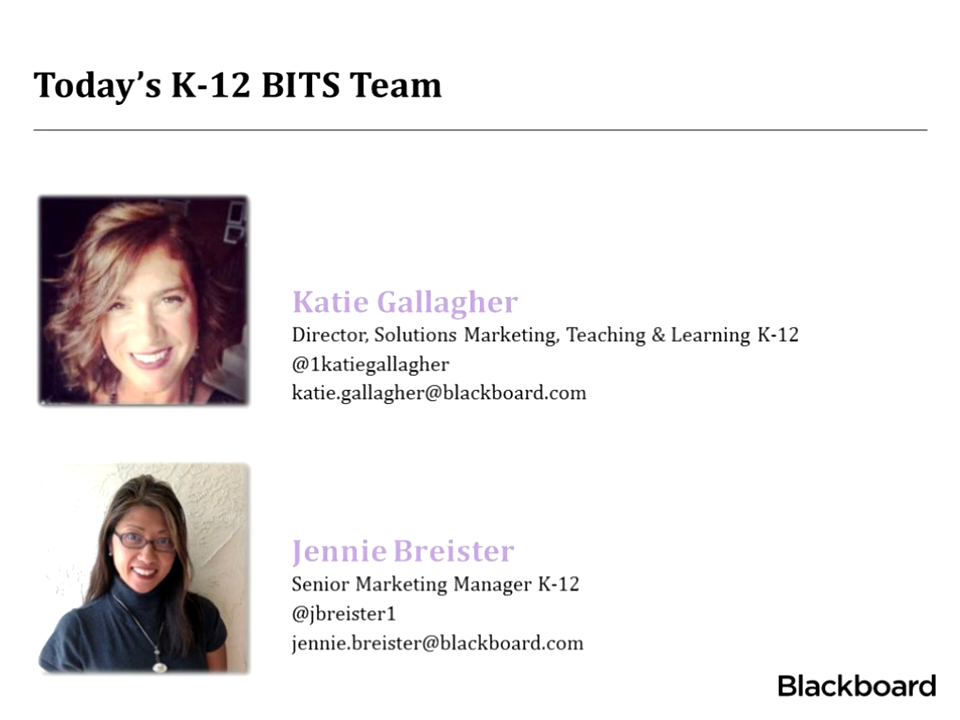 Today's K-12 BITS Team
Katie Gallagher
Director, Solutions Marketing, Teaching & Learning K-12
@1katiegallagher
katie.gallagher@blackboard.com
Jennie Breister
Senior Marketing Manager K-12
@jbreister1
jennie.breister@blackboard.com
Blackboard